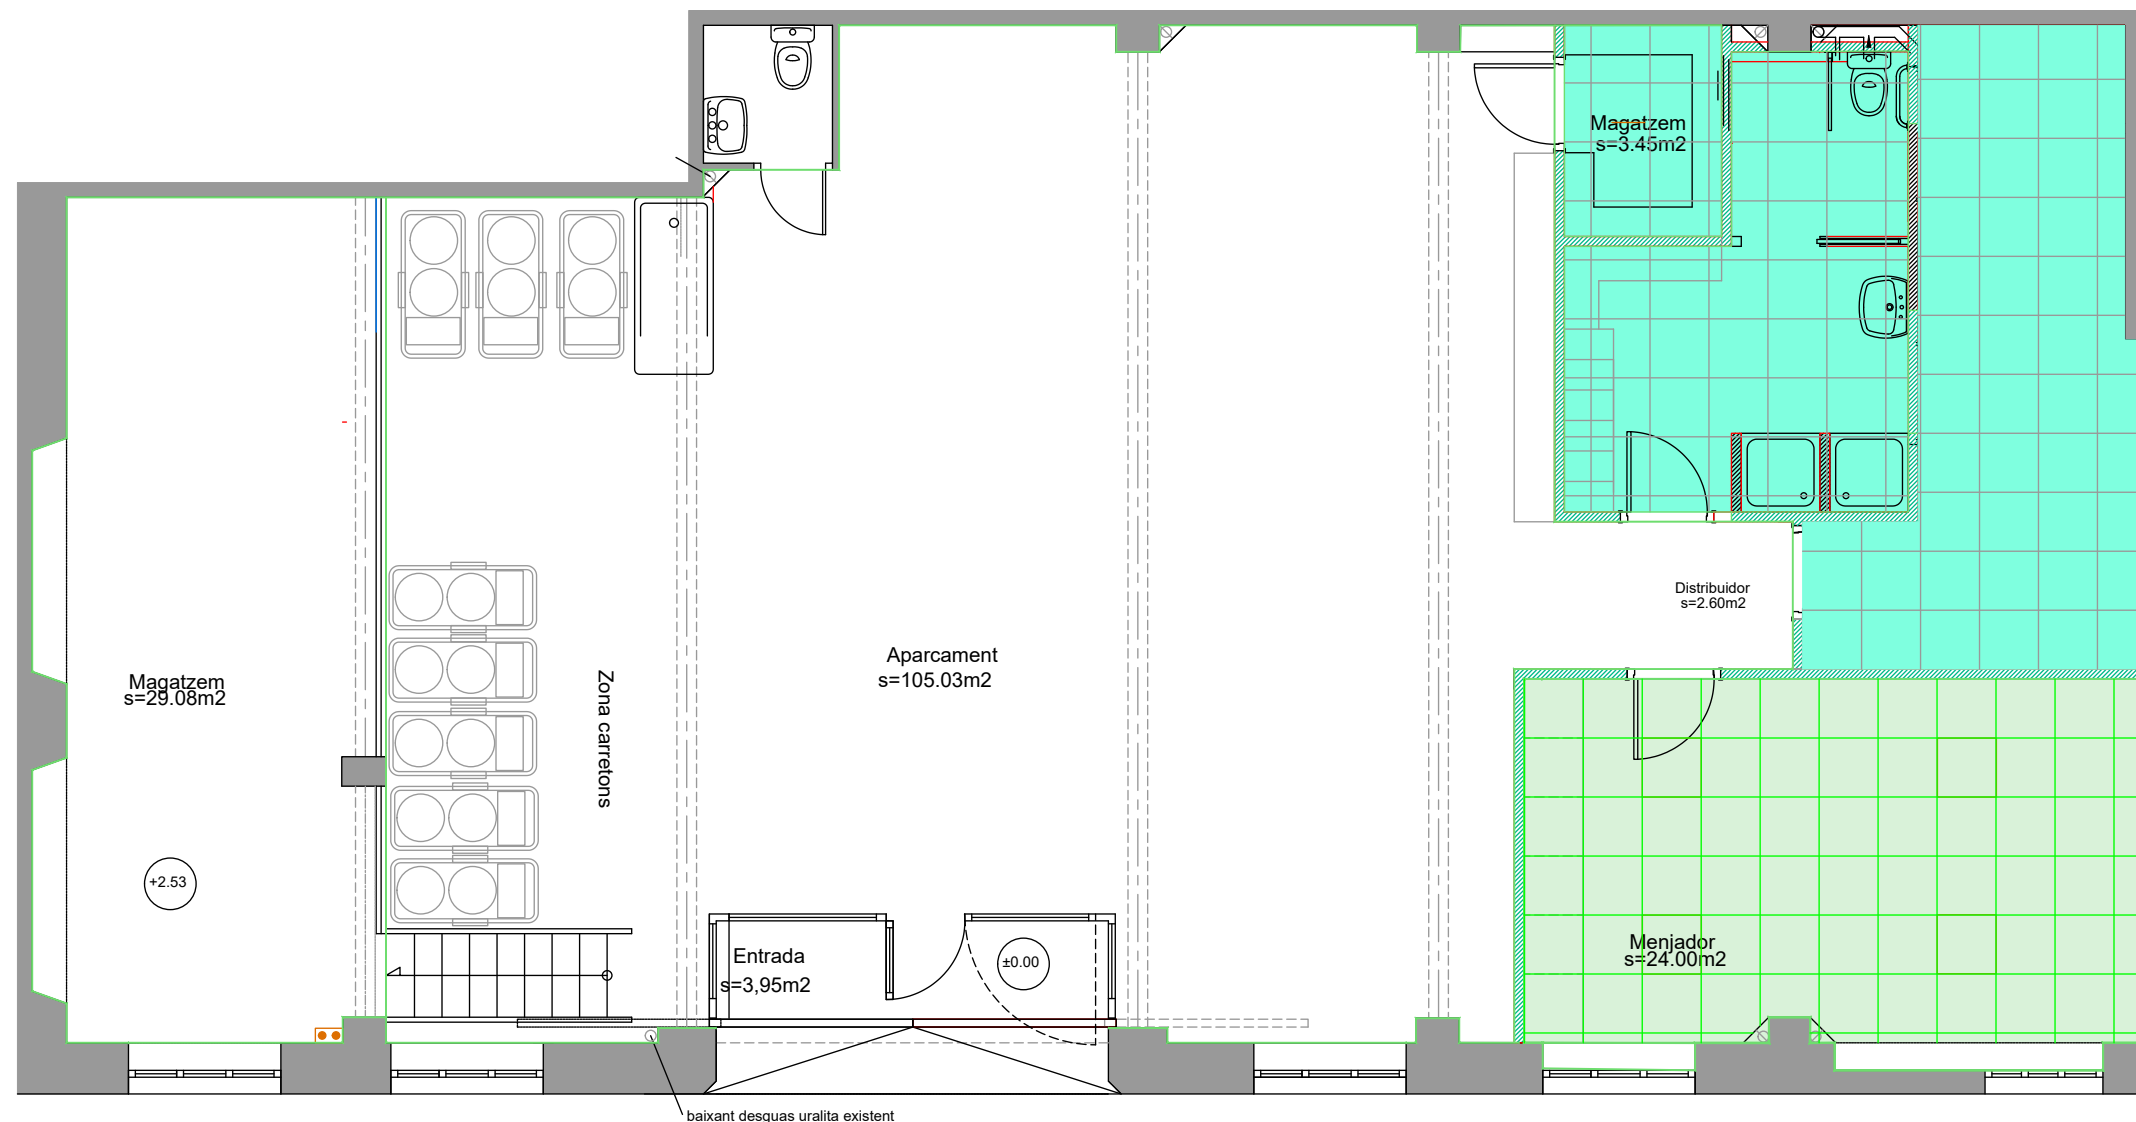 Magatzem
s=3.45m2
Distribuidor
s=2.60m2
Aparcament
s=105.03m2
Magatzem
s=29.08m2
Zona carretons
+2.53
Entrada
s=3,95m2
±0.00
Menjador
s=24.00m2
baixant desguas uralita existent